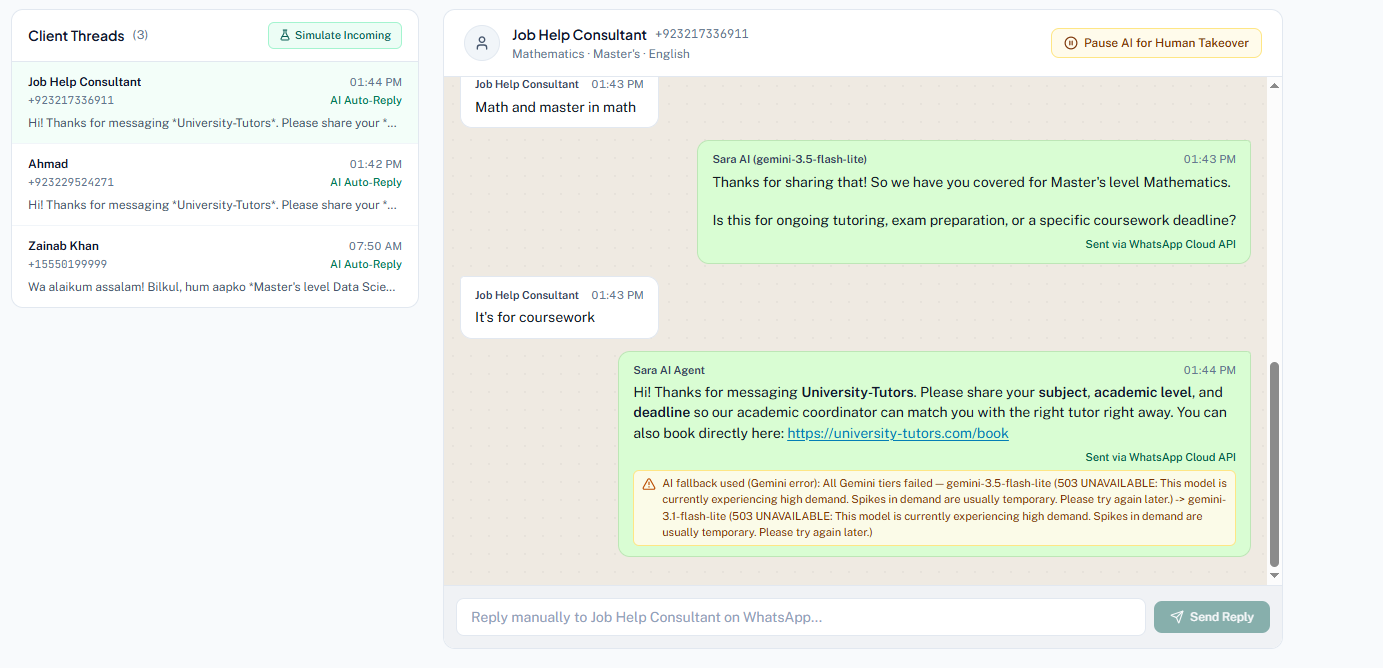 Client Threads (3)
Simulate Incoming
Job Help Consultant 01:44 PM
+923217336911 AI Auto-Reply
Hi! Thanks for messaging *University-Tutors*. Please share your *...
Ahmad 01:42 PM
+923229524271 AI Auto-Reply
Hi! Thanks for messaging *University-Tutors*. Please share your *...
Zainab Khan 07:50 AM
+15550199999 AI Auto-Reply
Wa alaikum assalam! Bilkul, hum aapko *Master's level Data Scie...
Job Help Consultant +923217336911
Mathematics · Master's · English
Pause AI for Human Takeover
Job Help Consultant 01:43 PM
Math and master in math
Sara AI (gemini-3.5-flash-lite) 01:43 PM
Thanks for sharing that! So we have you covered for Master's level Mathematics.
Is this for ongoing tutoring, exam preparation, or a specific coursework deadline?
Sent via WhatsApp Cloud API
Job Help Consultant 01:43 PM
It's for coursework
Sara AI Agent 01:44 PM
Hi! Thanks for messaging University-Tutors. Please share your subject, academic level, and
deadline so our academic coordinator can match you with the right tutor right away. You can
also book directly here: https://university-tutors.com/book
Sent via WhatsApp Cloud API
AI fallback used (Gemini error): All Gemini tiers failed — gemini-3.5-flash-lite (503 UNAVAILABLE: This model is
currently experiencing high demand. Spikes in demand are usually temporary. Please try again later.) -> gemini-
3.1-flash-lite (503 UNAVAILABLE: This model is currently experiencing high demand. Spikes in demand are
usually temporary. Please try again later.)
Reply manually to Job Help Consultant on WhatsApp...
Send Reply